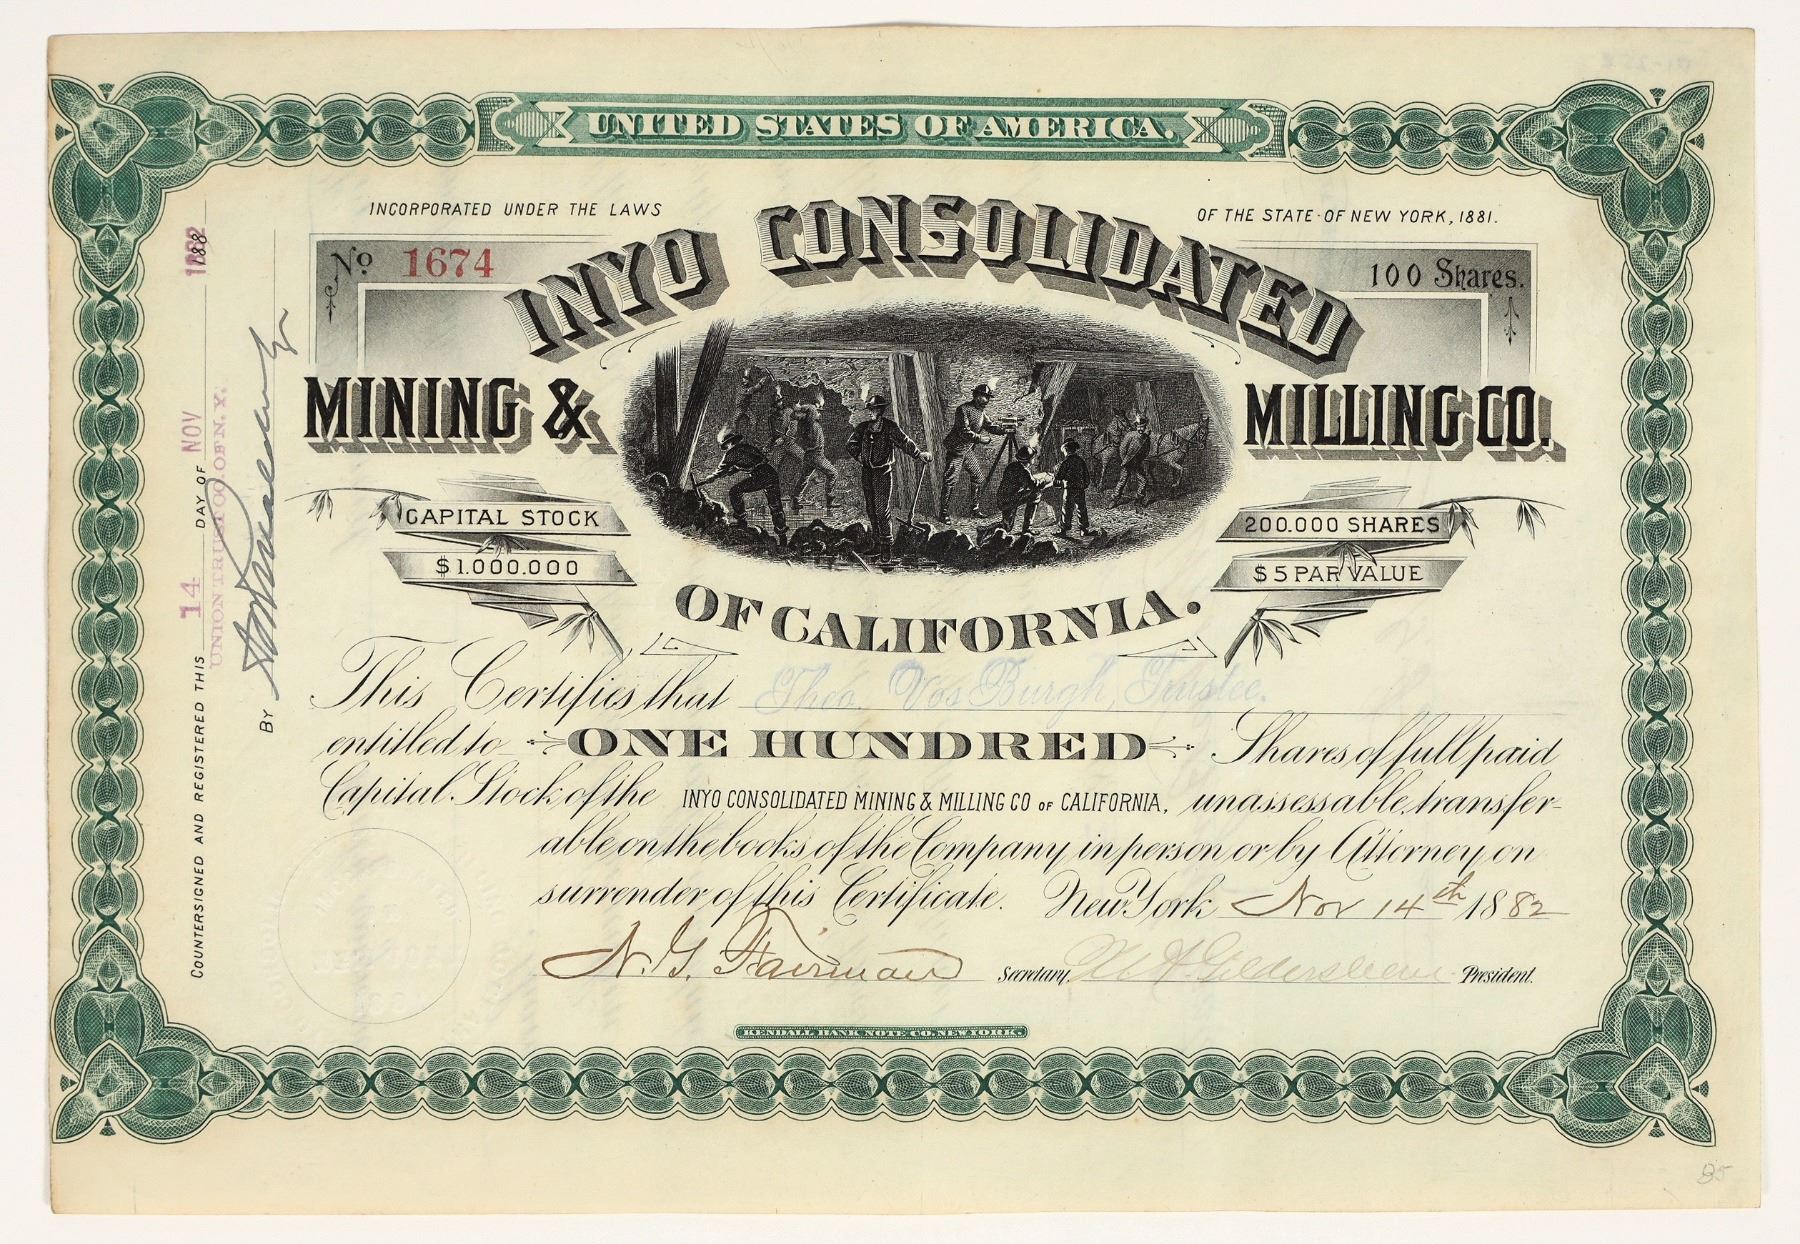 UNITED STATES OF AMERICA.
INCORPORATED UNDER THE LAWS OF THE STATE OF NEW YORK, 1881.
No. 1674
100 Shares.
INYO CONSOLIDATED
MINING & MILLING CO.
CAPITAL STOCK
$1.000.000
200.000 SHARES
$5 PAR VALUE
OF CALIFORNIA.
This Certifies that Theo. Vos Burgh, Trustee.
entitled to ONE HUNDRED Shares of full paid
Capital Stock of the INYO CONSOLIDATED MINING & MILLING CO OF CALIFORNIA, unassessable, transfer-
able on the books of the Company, in person or by Attorney, on
surrender of this Certificate. New York Nov 14th 1882
N. G. Fairman Secretary. Gildersleeve President.
KENDALL BANK NOTE CO. NEW YORK.
COUNTERSIGNED AND REGISTERED THIS 14 DAY OF NOV 1882 188
UNION TRUST CO. OF N. Y.
BY